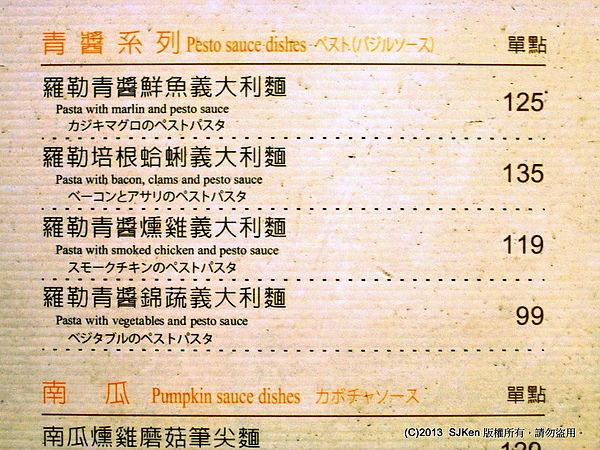 青醬系列 Pesto sauce dishes ペスト(バジルソース) 單點
羅勒青醬鮮魚義大利麵 125
Pasta with marlin and pesto sauce
カジキマグロのペストパスタ
羅勒培根蛤蜊義大利麵 135
Pasta with bacon, clams and pesto sauce
ベーコンとアサリのペストパスタ
羅勒青醬燻雞義大利麵 119
Pasta with smoked chicken and pesto sauce
スモークチキンのペストパスタ
羅勒青醬錦蔬義大利麵 99
Pasta with vegetables and pesto sauce
ベジタブルのペストパスタ
南 瓜 Pumpkin sauce dishes カボチャソース 單點
南瓜燻雞磨菇筆尖麵
(C)2013 SJKen 版權所有‧請勿盜用‧